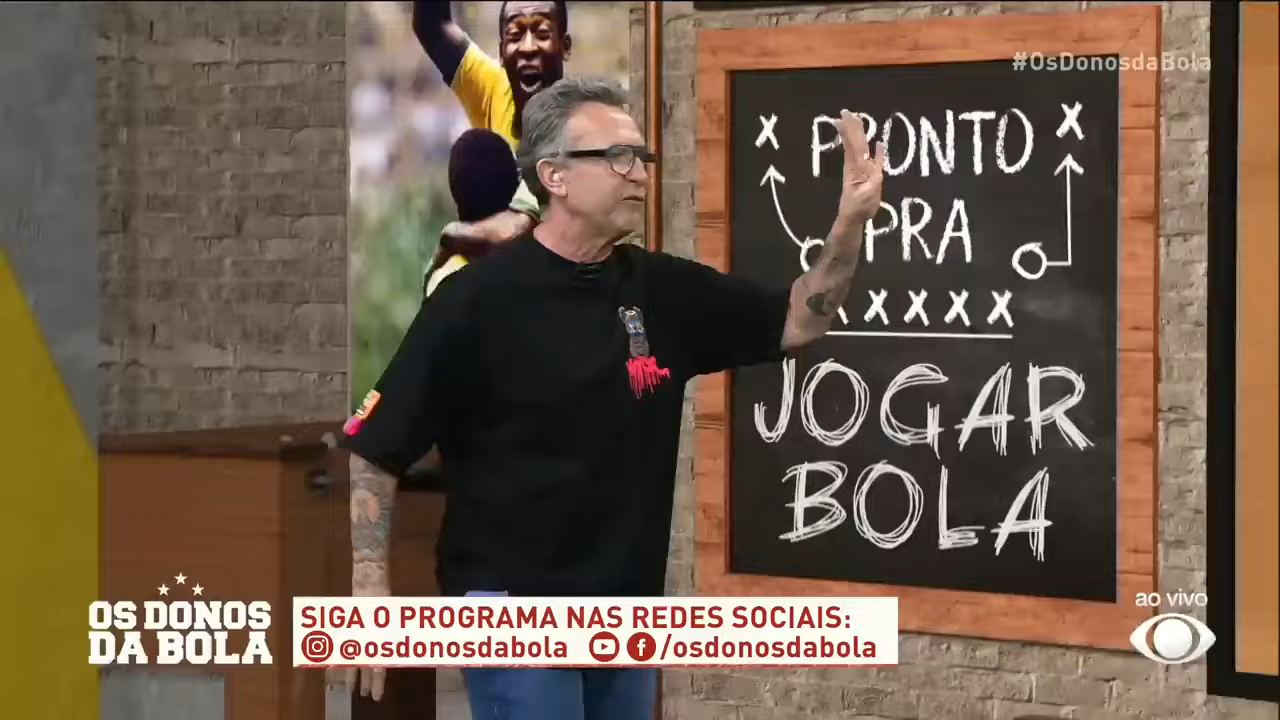 #OsDonosdaBola
X PRONTO X
PRA
X X X X X
JOGAR
BOLA
ao vivo
OS DONOS
DA BOLA
SIGA O PROGRAMA NAS REDES SOCIAIS:
@osdonosdabola /osdonosdabola